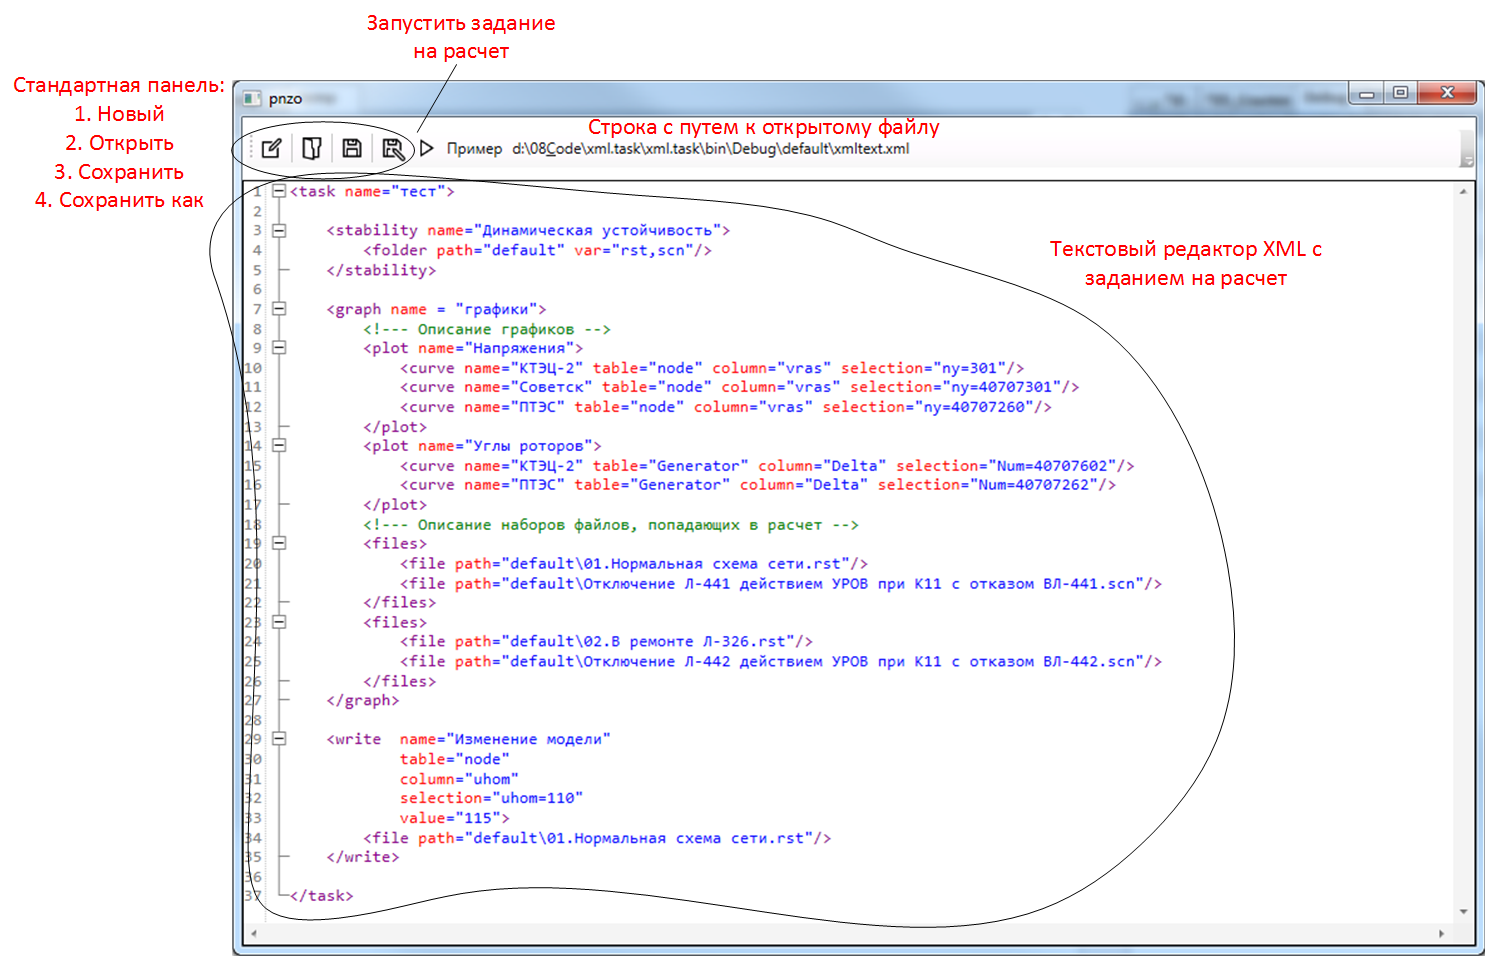 Запустить задание
на расчет
Стандартная панель:
1. Новый
2. Открыть
3. Сохранить
4. Сохранить как
pnzo
Строка с путем к открытому файлу
Пример d:\08Code\xml.task\xml.task\bin\Debug\default\xmltext.xml
Текстовый редактор XML с
заданием на расчет
1 <task name="тест">
2
3 <stability name="Динамическая устойчивость">
4 <folder path="default" var="rst,scn"/>
5 </stability>
6
7 <graph name = "графики">
8 <!--- Описание графиков -->
9 <plot name="Напряжения">
10 <curve name="КТЭЦ-2" table="node" column="vras" selection="ny=301"/>
11 <curve name="Советск" table="node" column="vras" selection="ny=40707301"/>
12 <curve name="ПТЭС" table="node" column="vras" selection="ny=40707260"/>
13 </plot>
14 <plot name="Углы роторов">
15 <curve name="КТЭЦ-2" table="Generator" column="Delta" selection="Num=40707602"/>
16 <curve name="ПТЭС" table="Generator" column="Delta" selection="Num=40707262"/>
17 </plot>
18 <!--- Описание наборов файлов, попадающих в расчет -->
19 <files>
20 <file path="default\01.Нормальная схема сети.rst"/>
21 <file path="default\Отключение Л-441 действием УРОВ при К11 с отказом ВЛ-441.scn"/>
22 </files>
23 <files>
24 <file path="default\02.В ремонте Л-326.rst"/>
25 <file path="default\Отключение Л-442 действием УРОВ при К11 с отказом ВЛ-442.scn"/>
26 </files>
27 </graph>
28
29 <write name="Изменение модели"
30 table="node"
31 column="uhom"
32 selection="uhom=110"
33 value="115">
34 <file path="default\01.Нормальная схема сети.rst"/>
35 </write>
36
37 </task>